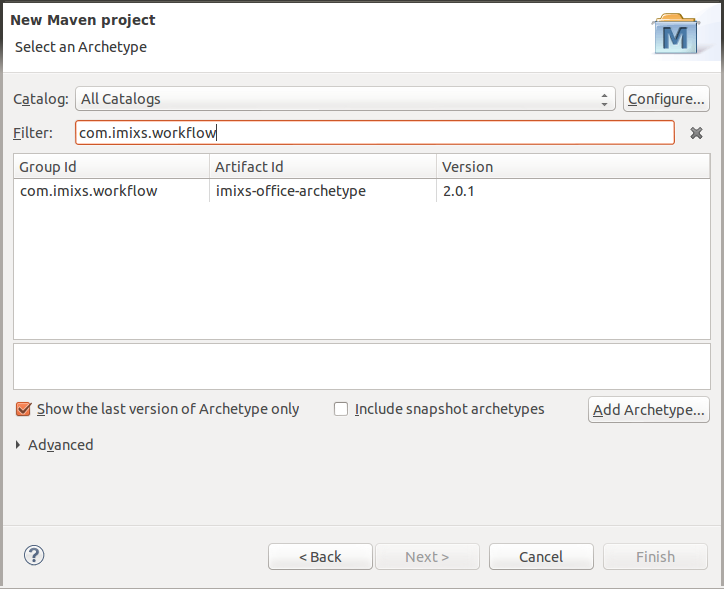 New Maven project
Select an Archetype
M
Catalog: All Catalogs Configure...
Filter: com.imixs.workflow
Group Id Artifact Id Version
com.imixs.workflow imixs-office-archetype 2.0.1
Show the last version of Archetype only Include snapshot archetypes Add Archetype...
Advanced
? < Back Next > Cancel Finish